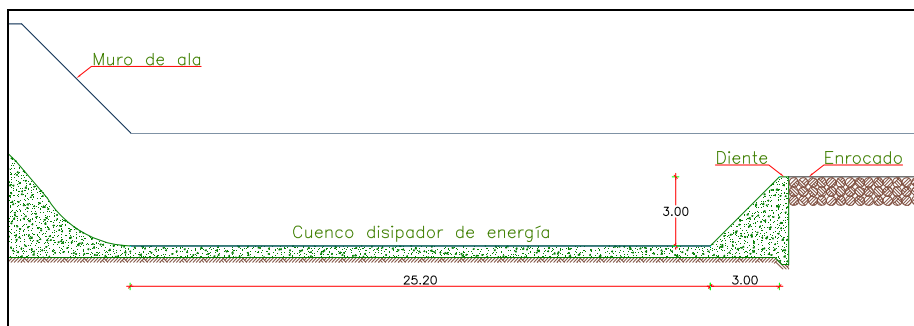 Muro de ala
Diente
Enrocado
3.00
Cuenco disipador de energía
25.20
3.00